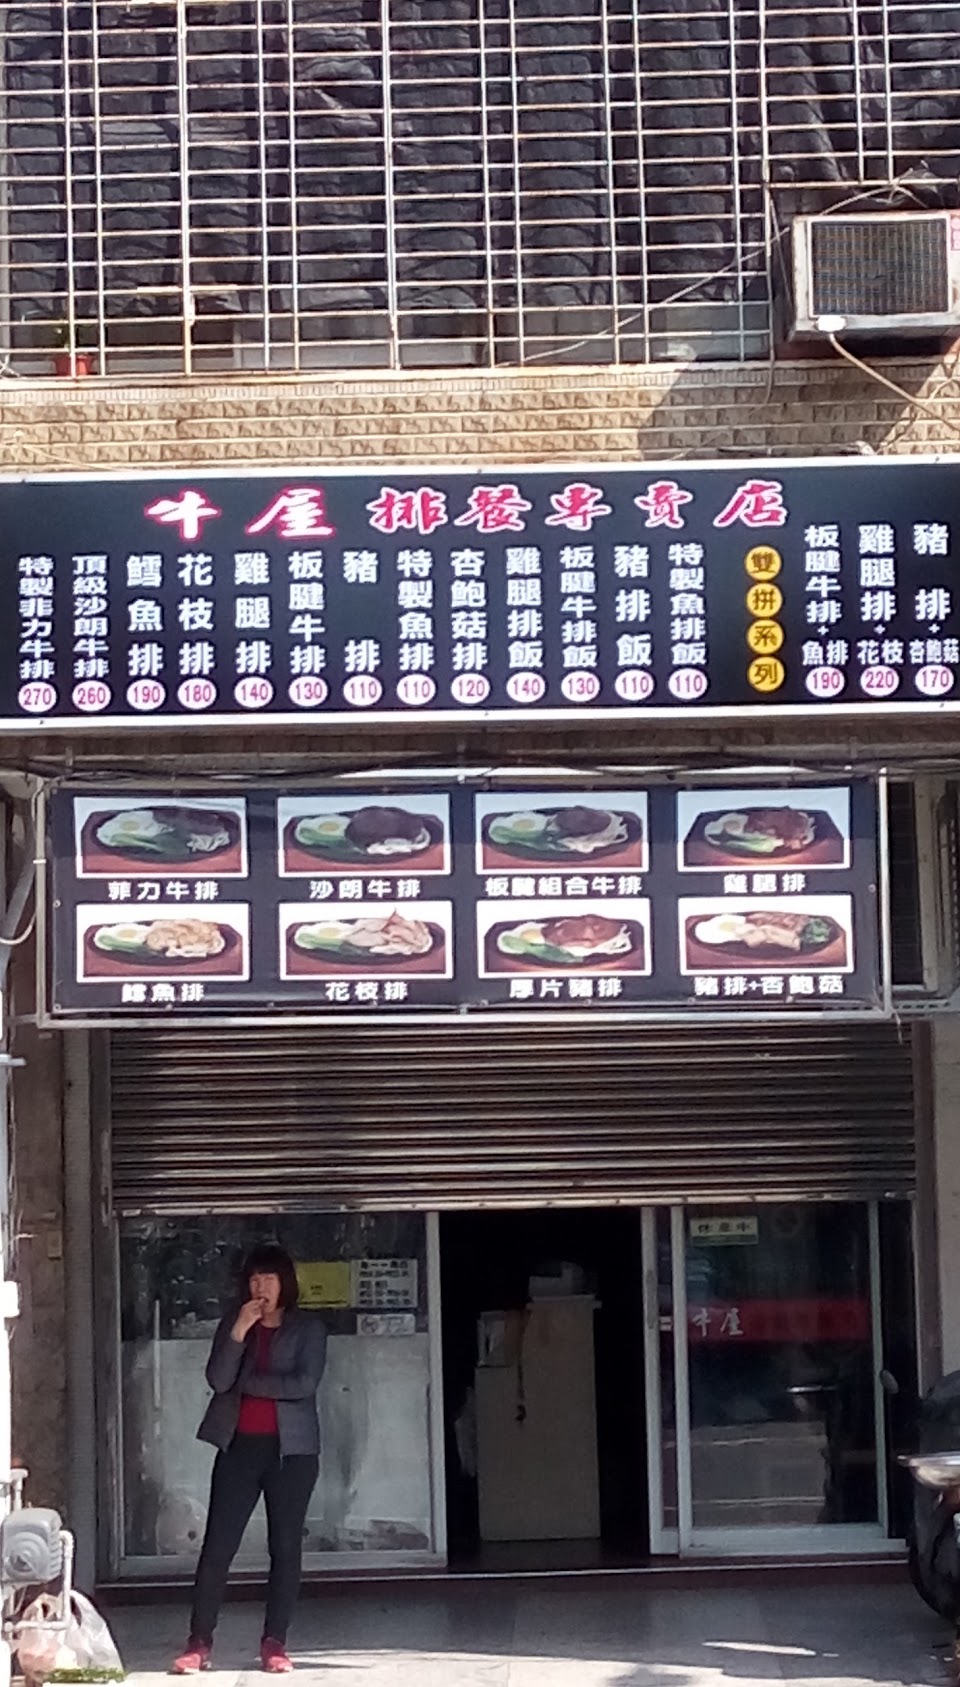 牛屋 排餐專賣店
特製菲力牛排 270
頂級沙朗牛排 260
鱈魚排 190
花枝排 180
雞腿排 140
板腱牛排 130
豬排 110
特製魚排 110
杏鮑菇排 120
雞腿排飯 140
板腱牛排飯 130
豬排飯 110
特製魚排飯 110
雙拼系列
板腱牛排+魚排 190
雞腿排+花枝 220
豬排+杏鮑菇 170
菲力牛排
沙朗牛排
板腱組合牛排
雞腿排
鱈魚排
花枝排
厚片豬排
豬排+杏鮑菇
休息中
牛屋